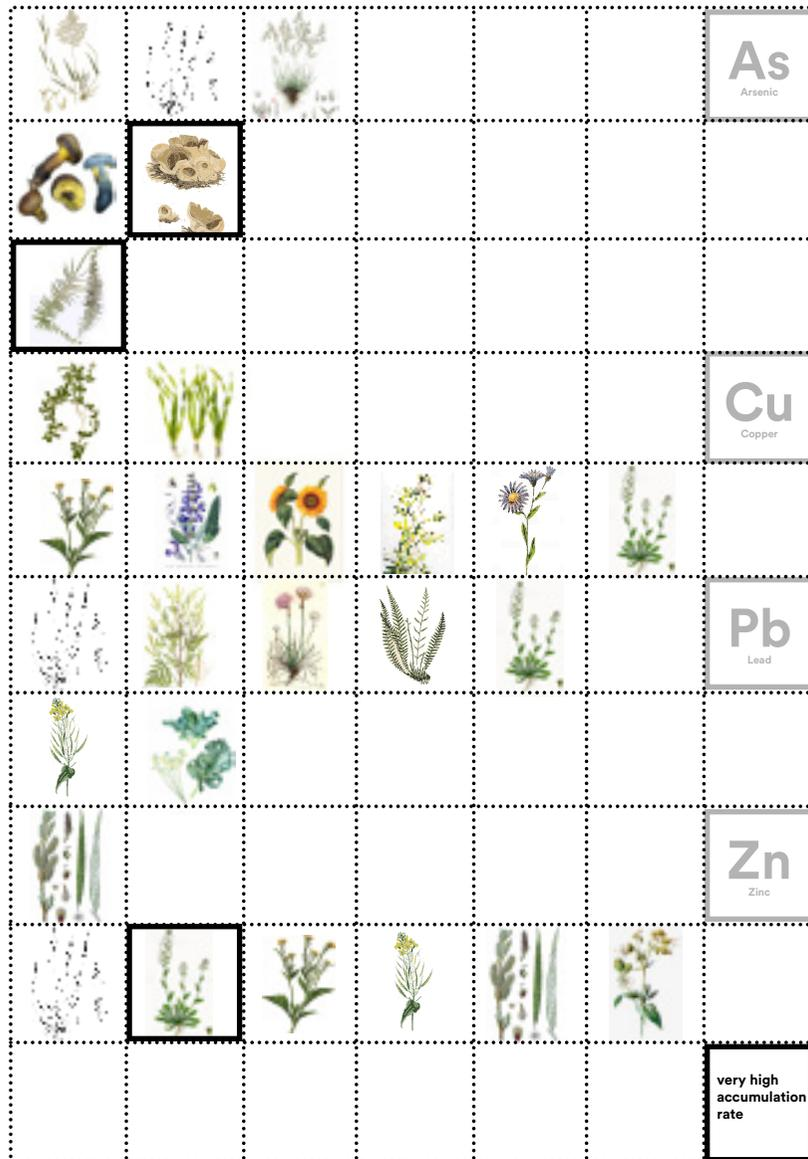 As
Arsenic
Cu
Copper
Pb
Lead
Zn
Zinc
very high
accumulation
rate